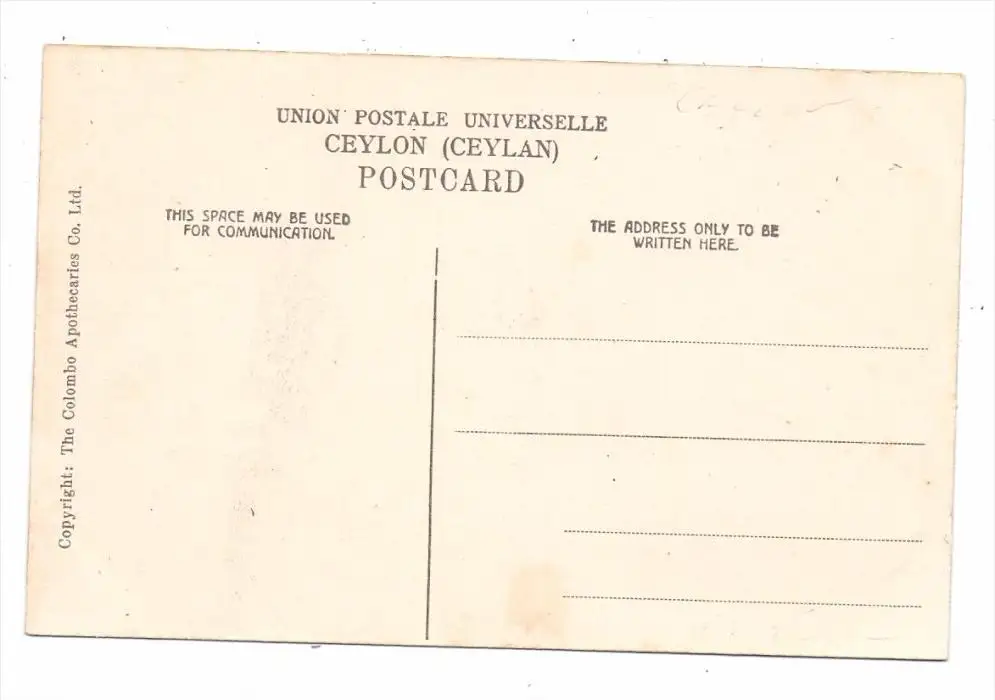 UNION POSTALE UNIVERSELLE
CEYLON (CEYLAN)
POSTCARD
THIS SPACE MAY BE USED
FOR COMMUNICATION.
THE ADDRESS ONLY TO BE
WRITTEN HERE.
Copyright: The Colombo Apothecaries Co. Ltd.